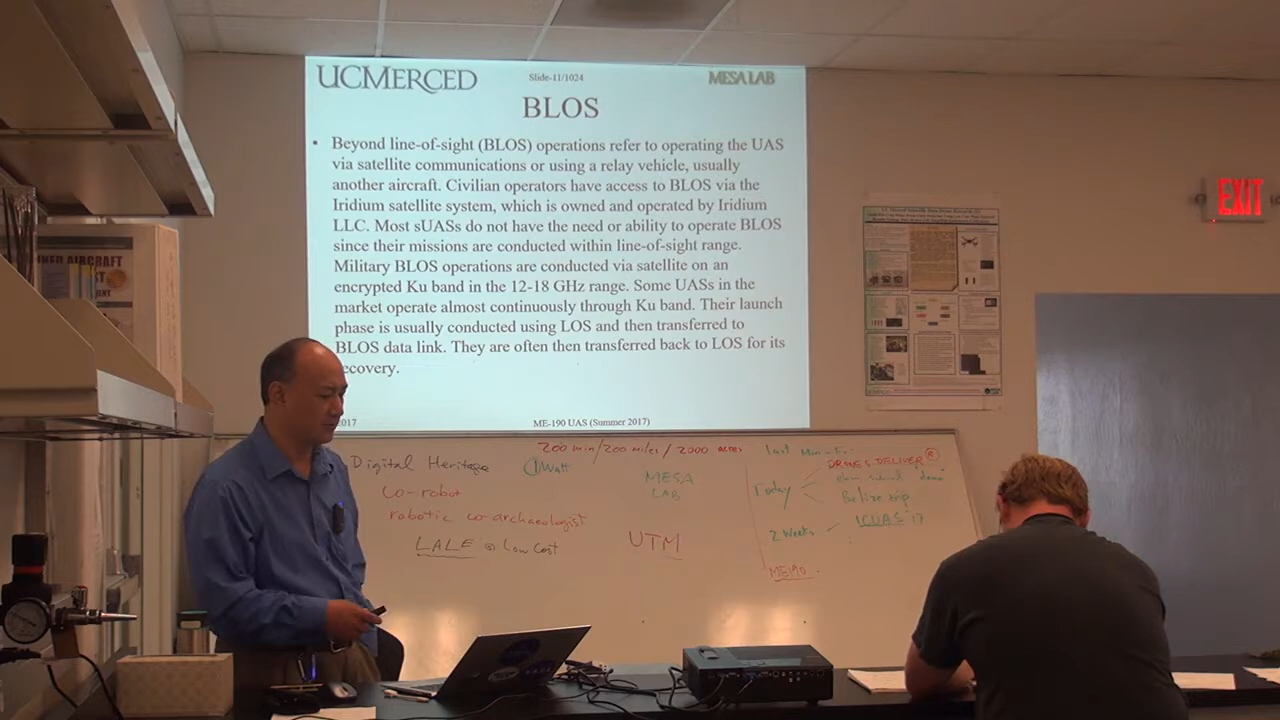 UCMERCED
Slide-11/1024
MESA LAB
BLOS
• Beyond line-of-sight (BLOS) operations refer to operating the UAS
via satellite communications or using a relay vehicle, usually
another aircraft. Civilian operators have access to BLOS via the
Iridium satellite system, which is owned and operated by Iridium
LLC. Most sUASs do not have the need or ability to operate BLOS
since their missions are conducted within line-of-sight range.
Military BLOS operations are conducted via satellite on an
encrypted Ku band in the 12-18 GHz range. Some UASs in the
market operate almost continuously through Ku band. Their launch
phase is usually conducted using LOS and then transferred to
BLOS data link. They are often then transferred back to LOS for its
ecovery.
2017
ME-190 UAS (Summer 2017)
EXIT
AIRCRAFT
200 min/200 miles/2000 acres
Digital Heritage
1 Watt
MESA
LAB
co-robot
robotic co-archaeologist
LALE @ Low Cost
UTM
last Mon-Fri:
Today
DRONES DELIVER ®
demo
Belize trip
2 Weeks
ICUAS '17
ME190